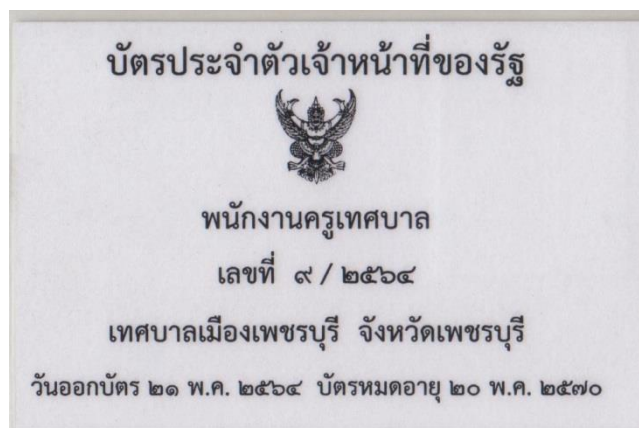 บัตรประจำตัวเจ้าหน้าที่ของรัฐ
พนักงานครูเทศบาล
เลขที่ ๙ / ๒๕๖๔
เทศบาลเมืองเพชรบุรี จังหวัดเพชรบุรี
วันออกบัตร ๒๑ พ.ค. ๒๕๖๔ บัตรหมดอายุ ๒๐ พ.ค. ๒๕๗๐